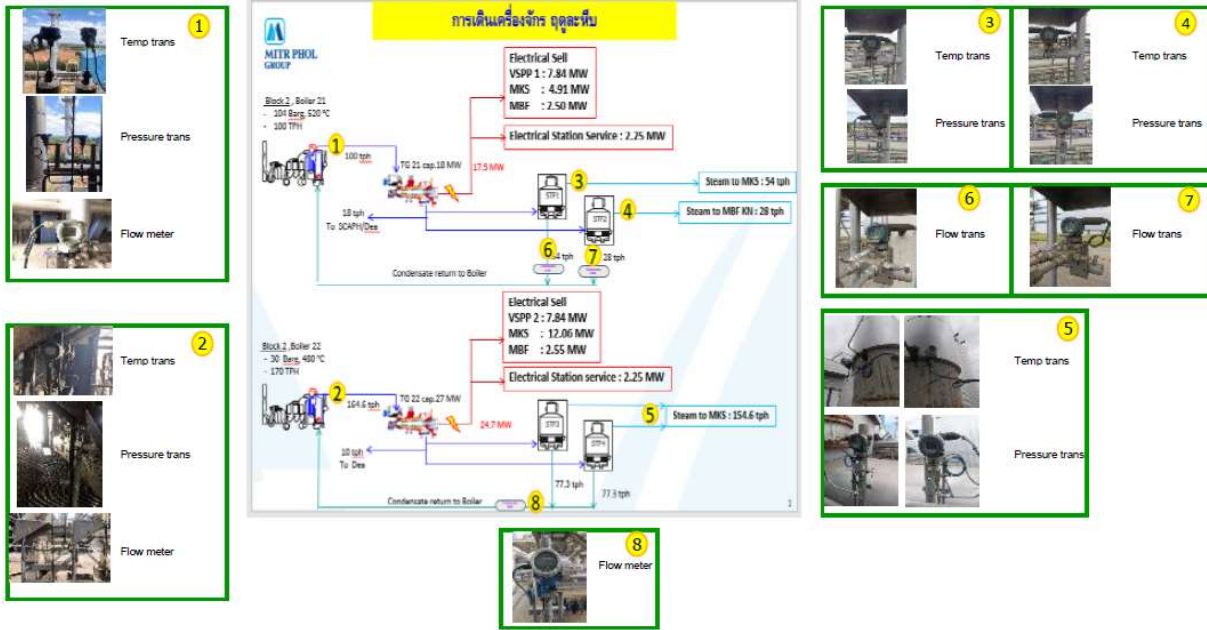 1
Temp trans
Pressure trans
Flow meter
2
Temp trans
Pressure trans
Flow meter
การเดินเครื่องจักร ฤดูละหีบ
MITR PHOL
GROUP
Block 2 , Boiler 21
- 104 Barg, 520 °C
- 100 TPH
1
100 tph
TG 21 cap.18 MW
17.5 MW
Electrical Sell
VSPP 1 : 7.84 MW
MKS : 4.91 MW
MBF : 2.50 MW
Electrical Station Service : 2.25 MW
STP1
3
Steam to MKS : 54 tph
STP2
4
Steam to MBF KN : 28 tph
18 tph
To SCAPH/Dea
6
4 tph
7
28 tph
Condensate return to Boiler
Block 2 , Boiler 22
- 30 Barg, 480 °C
- 170 TPH
2
164.6 tph
TG 22 cap.27 MW
24.7 MW
Electrical Sell
VSPP 2 : 7.84 MW
MKS : 12.06 MW
MBF : 2.55 MW
Electrical Station service : 2.25 MW
STP3
STP4
5
Steam to MKS : 154.6 tph
10 tph
To Dea
77.3 tph
77.3 tph
Condensate return to Boiler
8
3
Temp trans
Pressure trans
4
Temp trans
Pressure trans
6
Flow trans
7
Flow trans
5
Temp trans
Pressure trans
8
Flow meter